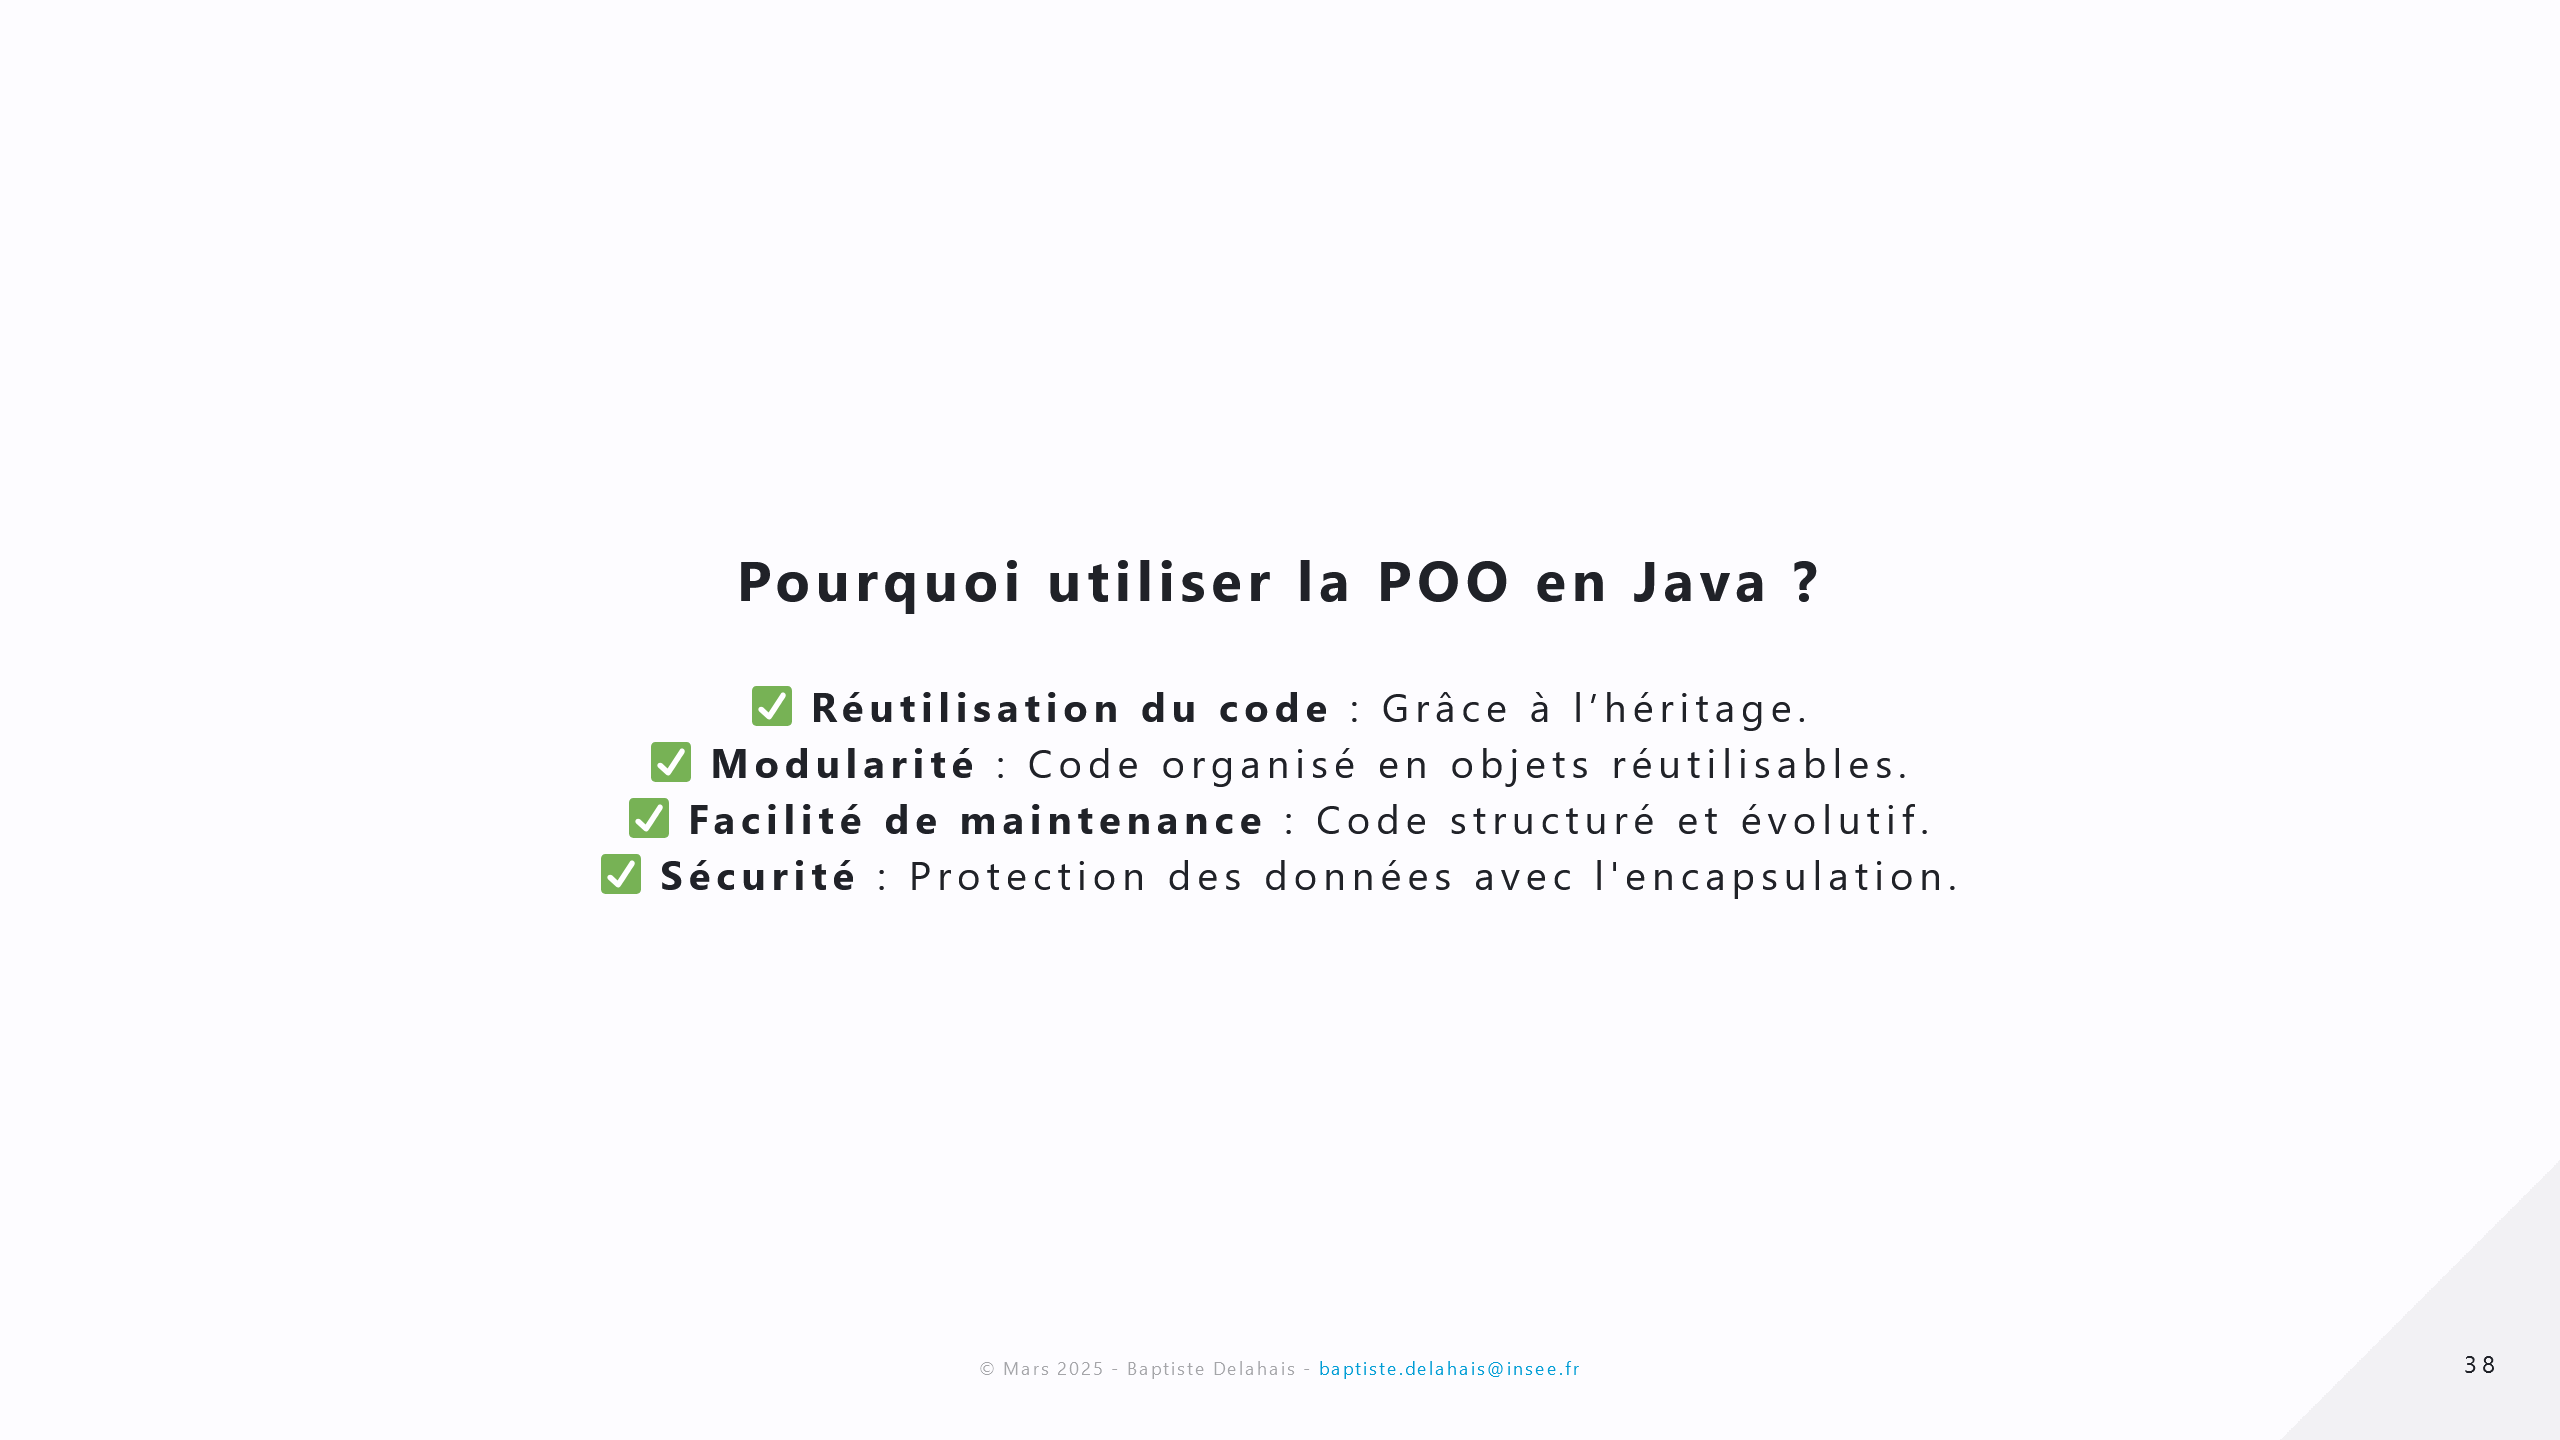 Pourquoi utiliser la POO en Java ?
✅ Réutilisation du code : Grâce à l’héritage.
✅ Modularité : Code organisé en objets réutilisables.
✅ Facilité de maintenance : Code structuré et évolutif.
✅ Sécurité : Protection des données avec l'encapsulation.
© Mars 2025 - Baptiste Delahais - baptiste.delahais@insee.fr
38